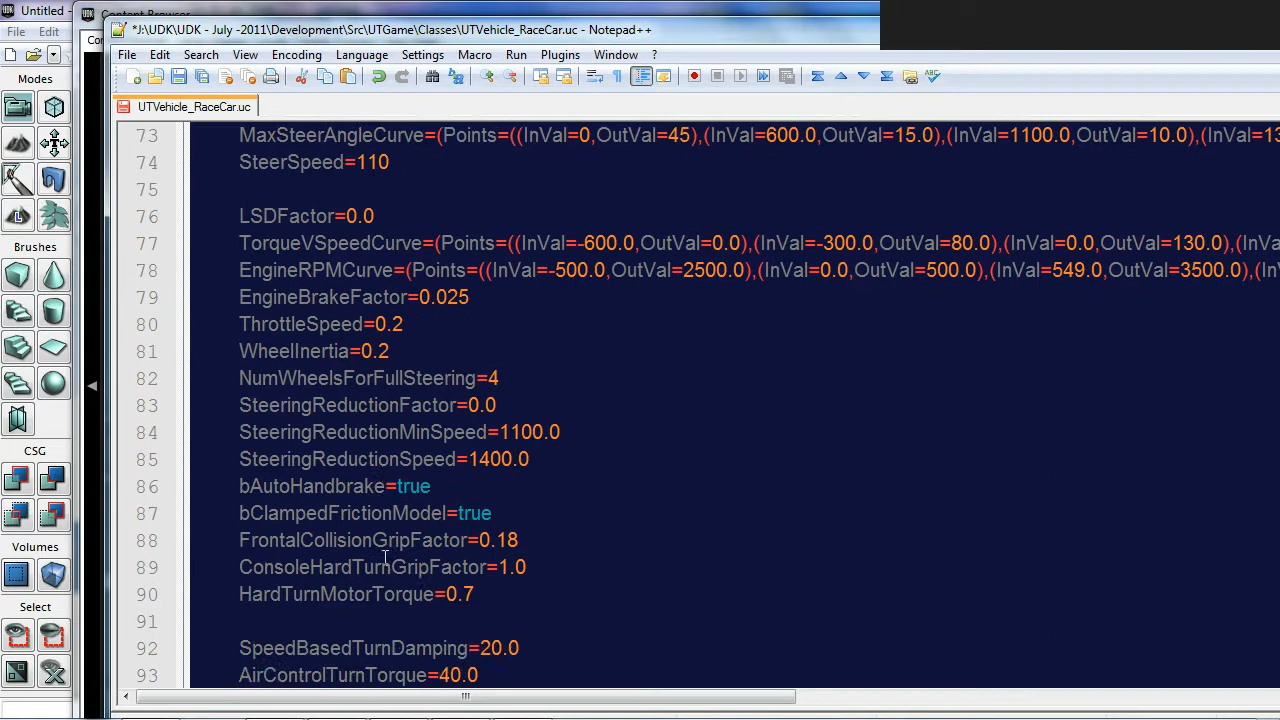 Untitled -
Content Browser
*J:\UDK\UDK - July -2011\Development\Src\UTGame\Classes\UTVehicle_RaceCar.uc - Notepad++
File Edit
File Edit Search View Encoding Language Settings Macro Run Plugins Window ?
Modes
UTVehicle_RaceCar.uc
73 MaxSteerAngleCurve=(Points=((InVal=0,OutVal=45),(InVal=600.0,OutVal=15.0),(InVal=1100.0,OutVal=10.0),(InVal=13
74 SteerSpeed=110
75
76 LSDFactor=0.0
77 TorqueVSpeedCurve=(Points=((InVal=-600.0,OutVal=0.0),(InVal=-300.0,OutVal=80.0),(InVal=0.0,OutVal=130.0),(InVa
78 EngineRPMCurve=(Points=((InVal=-500.0,OutVal=2500.0),(InVal=0.0,OutVal=500.0),(InVal=549.0,OutVal=3500.0),(In
79 EngineBrakeFactor=0.025
80 ThrottleSpeed=0.2
81 WheelInertia=0.2
82 NumWheelsForFullSteering=4
83 SteeringReductionFactor=0.0
84 SteeringReductionMinSpeed=1100.0
85 SteeringReductionSpeed=1400.0
86 bAutoHandbrake=true
87 bClampedFrictionModel=true
88 FrontalCollisionGripFactor=0.18
89 ConsoleHardTurnGripFactor=1.0
90 HardTurnMotorTorque=0.7
91
92 SpeedBasedTurnDamping=20.0
93 AirControlTurnTorque=40.0
Brushes
CSG
Volumes
Select